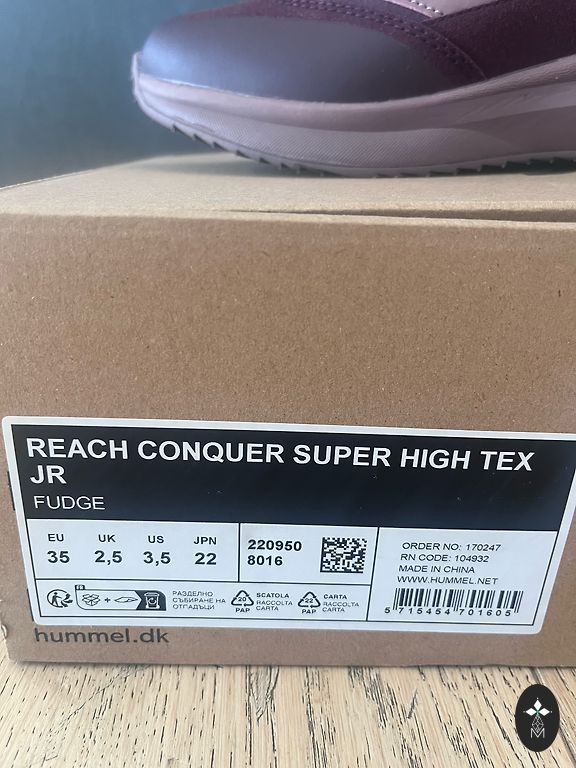 REACH CONQUER SUPER HIGH TEX
JR
FUDGE
EU UK US JPN
35 2,5 3,5 22
220950
8016
ORDER NO: 170247
RN CODE: 104932
MADE IN CHINA
WWW.HUMMEL.NET
5 715454 701605
FR
+
РАЗДЕЛНО
СЪБИРАНЕ НА
ОТПАДЪЦИ
20
PAP
SCATOLA
RACCOLTA
CARTA
22
PAP
CARTA
RACCOLTA
CARTA
hummel.dk
M